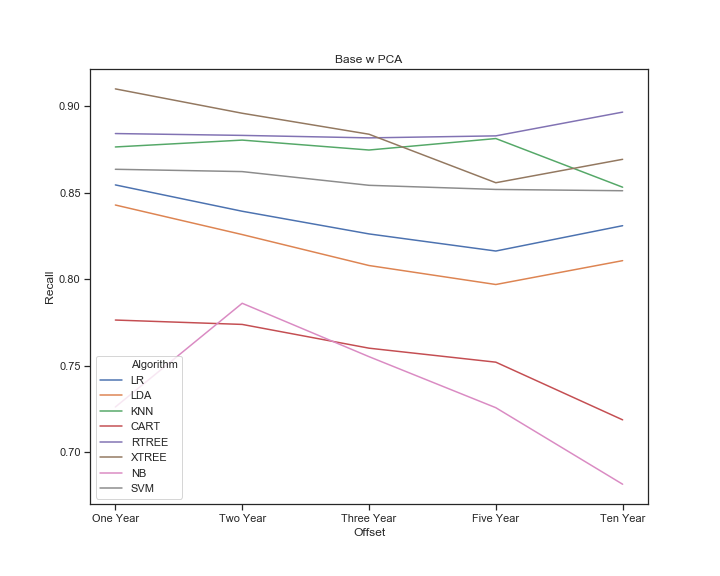 Base w PCA
0.90
0.85
0.80
0.75
0.70
Recall
Algorithm
LR
LDA
KNN
CART
RTREE
XTREE
NB
SVM
One Year Two Year Three Year Five Year Ten Year
Offset